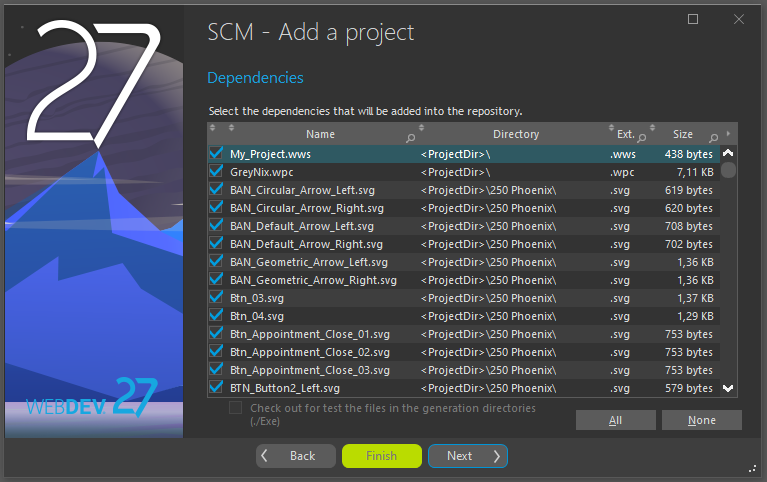 27
SCM - Add a project
Dependencies
Select the dependencies that will be added into the repository.
Name Directory Ext. Size
My_Project.wws <ProjectDir>\ .wws 438 bytes
GreyNix.wpc <ProjectDir>\ .wpc 7,11 KB
BAN_Circular_Arrow_Left.svg <ProjectDir>\250 Phoenix\ .svg 619 bytes
BAN_Circular_Arrow_Right.svg <ProjectDir>\250 Phoenix\ .svg 620 bytes
BAN_Default_Arrow_Left.svg <ProjectDir>\250 Phoenix\ .svg 708 bytes
BAN_Default_Arrow_Right.svg <ProjectDir>\250 Phoenix\ .svg 702 bytes
BAN_Geometric_Arrow_Left.svg <ProjectDir>\250 Phoenix\ .svg 1,36 KB
BAN_Geometric_Arrow_Right.svg <ProjectDir>\250 Phoenix\ .svg 1,36 KB
Btn_03.svg <ProjectDir>\250 Phoenix\ .svg 1,37 KB
Btn_04.svg <ProjectDir>\250 Phoenix\ .svg 1,29 KB
Btn_Appointment_Close_01.svg <ProjectDir>\250 Phoenix\ .svg 753 bytes
Btn_Appointment_Close_02.svg <ProjectDir>\250 Phoenix\ .svg 753 bytes
Btn_Appointment_Close_03.svg <ProjectDir>\250 Phoenix\ .svg 753 bytes
BTN_Button2_Left.svg <ProjectDir>\250 Phoenix\ .svg 579 bytes
WEBDEV 27
Check out for test the files in the generation directories
(./Exe)
All None
Back Finish Next